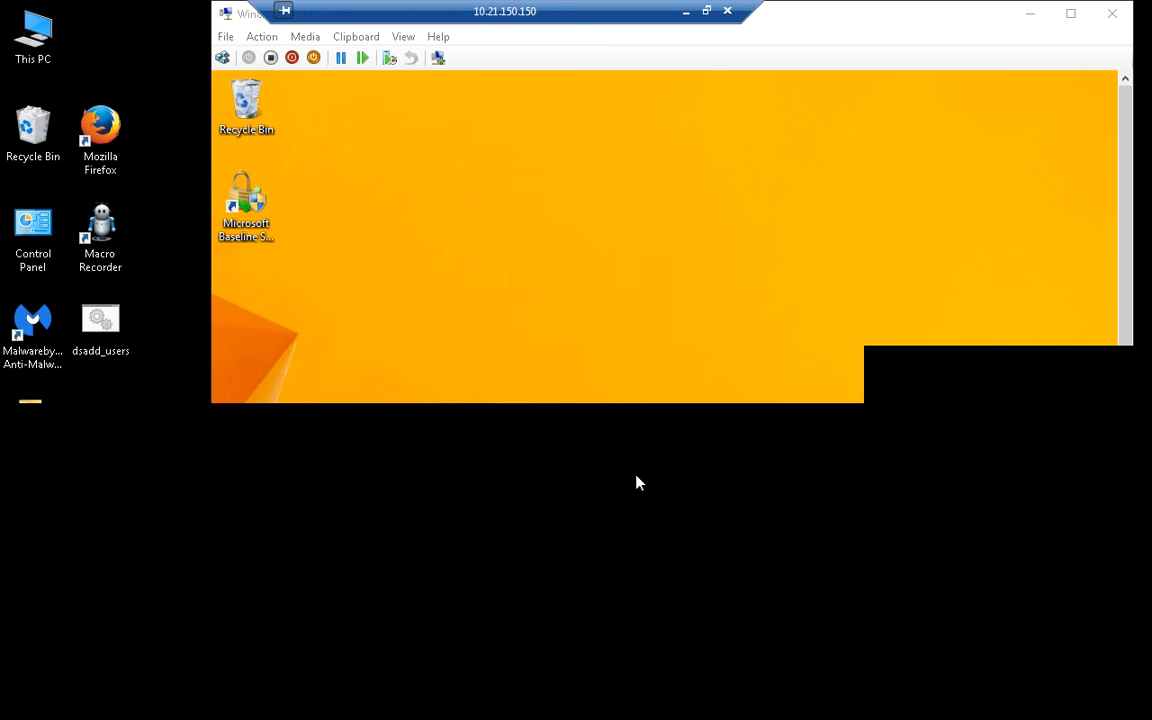 10.21.150.150
Wind
File Action Media Clipboard View Help
This PC
Recycle Bin
Mozilla
Firefox
Control
Panel
Macro
Recorder
Malwareby...
Anti-Malw...
dsadd_users
Recycle Bin
Microsoft
Baseline S...